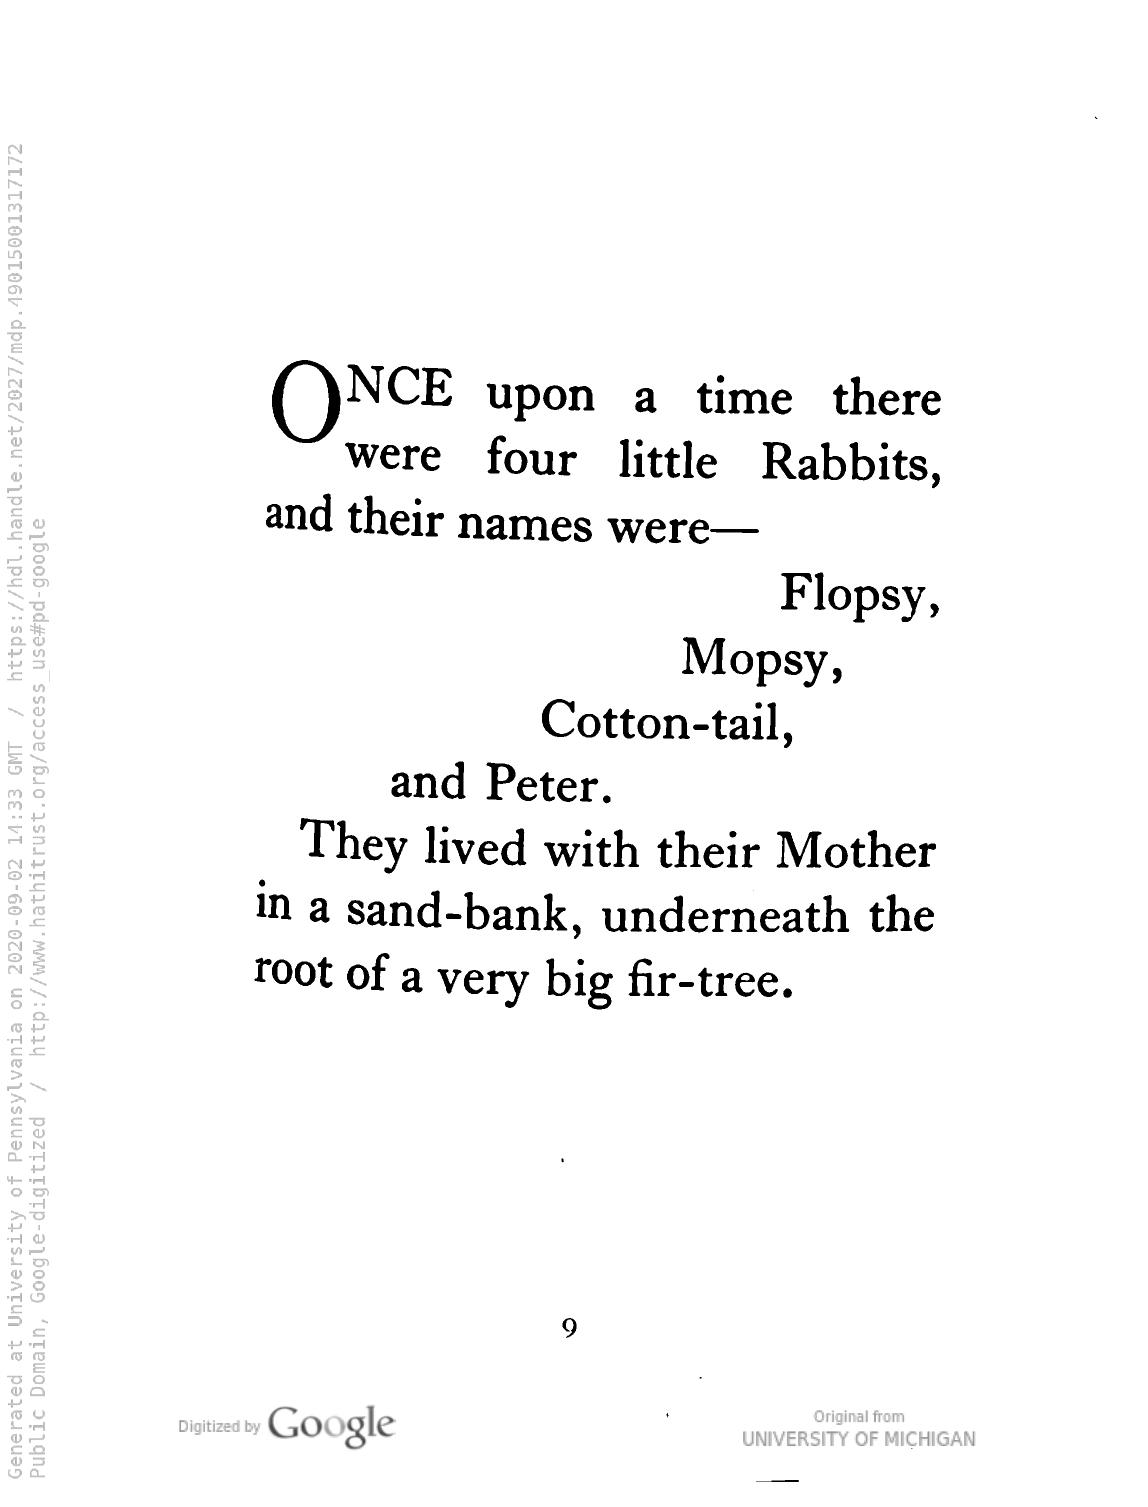 ONCE upon a time there
were four little Rabbits,
and their names were—
Flopsy,
Mopsy,
Cotton-tail,
and Peter.
They lived with their Mother
in a sand-bank, underneath the
root of a very big fir-tree.
9
Digitized by Google
Original from
UNIVERSITY OF MICHIGAN
Generated at University of Pennsylvania on 2020-09-02 14:33 GMT / https://hdl.handle.net/2027/mdp.49015001317172
Public Domain, Google-digitized / http://www.hathitrust.org/access_use#pd-google